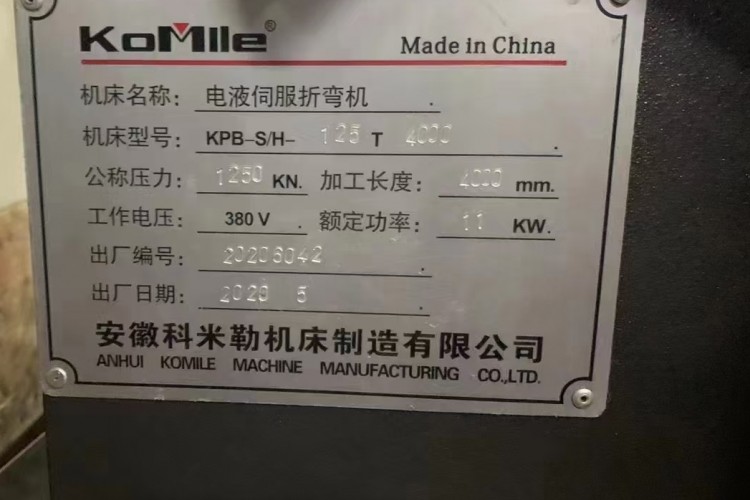 KOMIle®
Made in China
机床名称: 电液伺服折弯机 .
机床型号: KPB-S/H- 125 T 4000 .
公称压力: 1250 KN. 加工长度: 4000 mm.
工作电压: 380 V . 额定功率: 11 KW.
出厂编号: 20206042 .
出厂日期: 2020 5 .
安徽科米勒机床制造有限公司
ANHUI KOMILE MACHINE MANUFACTURING CO.,LTD.